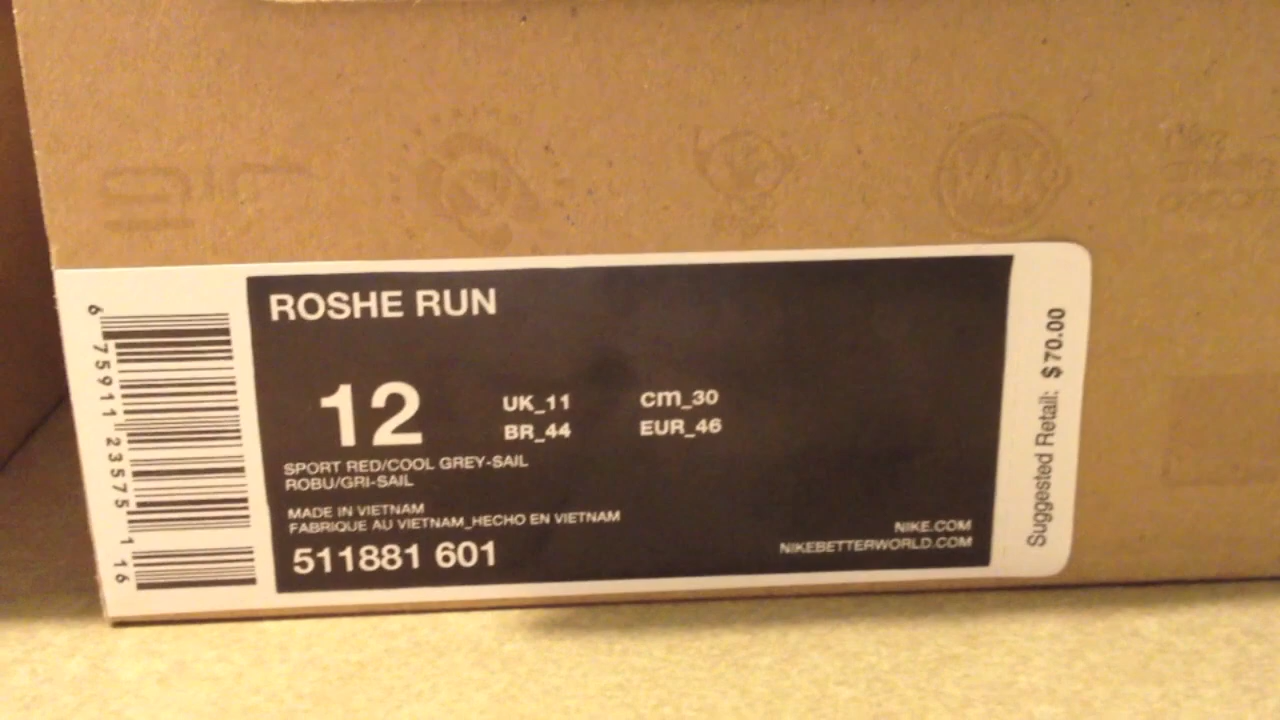 ROSHE RUN
12
UK_11 cm_30
BR_44 EUR_46
SPORT RED/COOL GREY-SAIL
ROBU/GRI-SAIL
MADE IN VIETNAM
FABRIQUE AU VIETNAM_HECHO EN VIETNAM
511881 601
NIKE.COM
NIKEBETTERWORLD.COM
6 75911 23575 1 16
Suggested Retail: $70.00